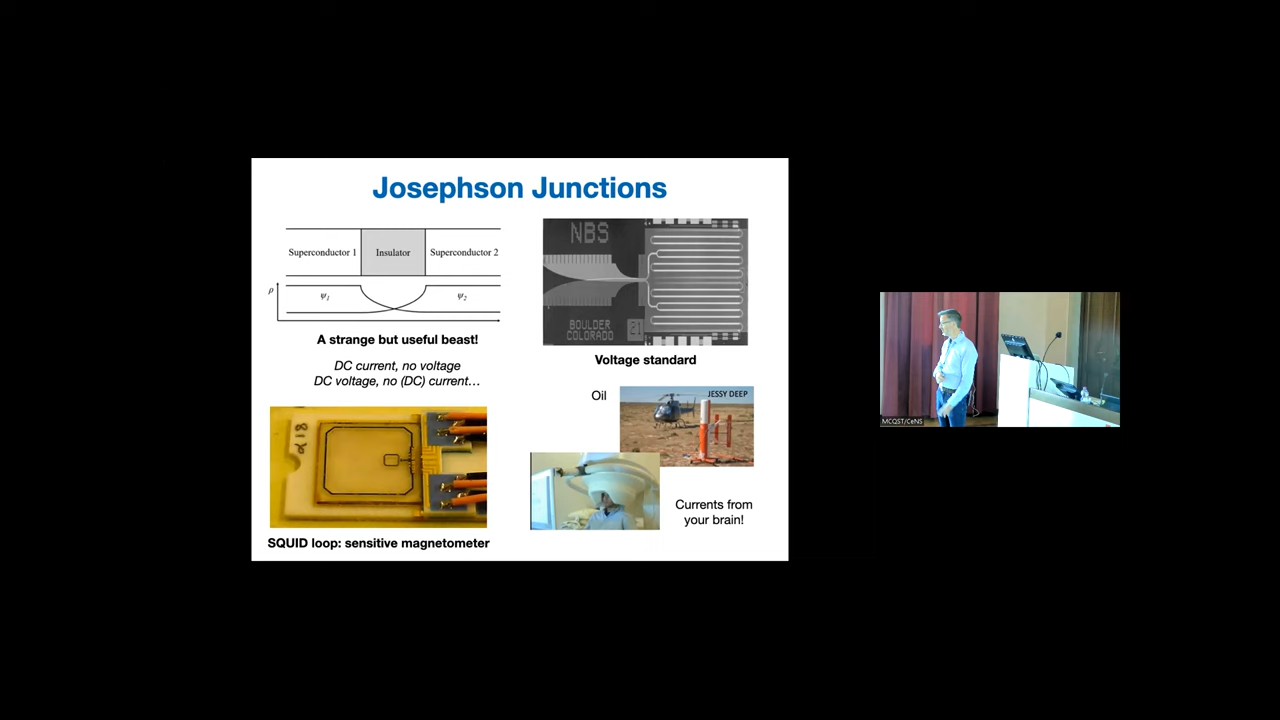 Josephson Junctions
Superconductor 1
Insulator
Superconductor 2
ρ
ψ1
ψ2
A strange but useful beast!
DC current, no voltage
DC voltage, no (DC) current…
NBS
BOULDER
COLORADO
21
Voltage standard
Oil
JESSY DEEP
SQUID loop: sensitive magnetometer
Currents from
your brain!
MCQST/CeNS